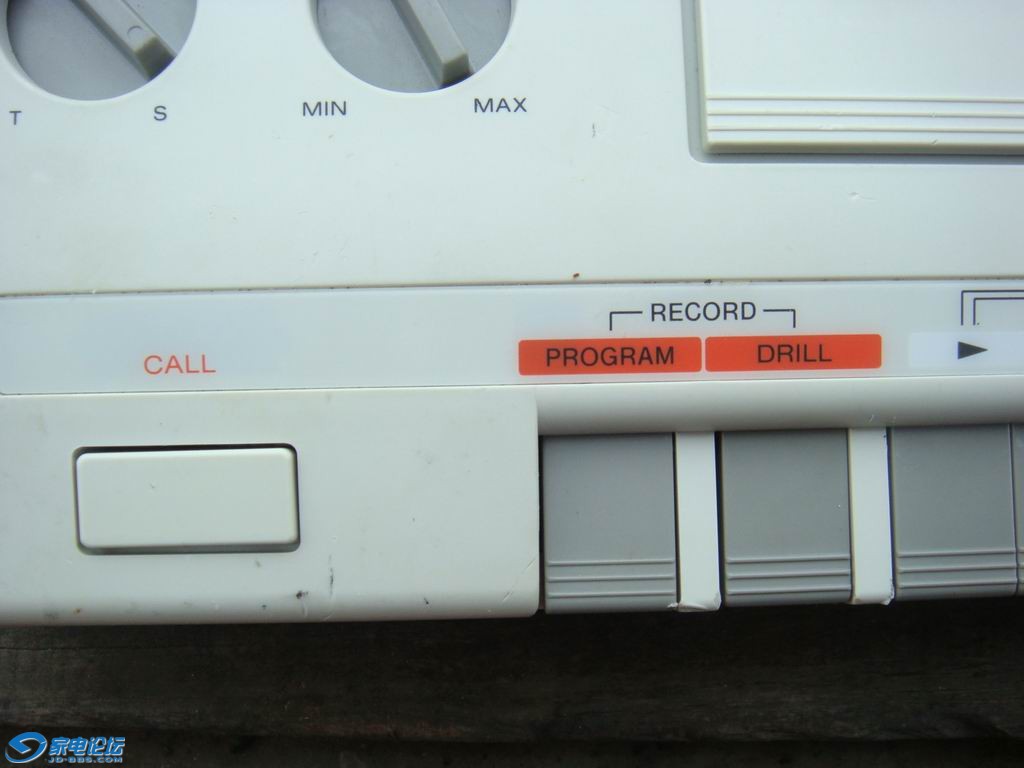 T S MIN MAX
RECORD
CALL PROGRAM DRILL
家电论坛
JD-BBS.COM